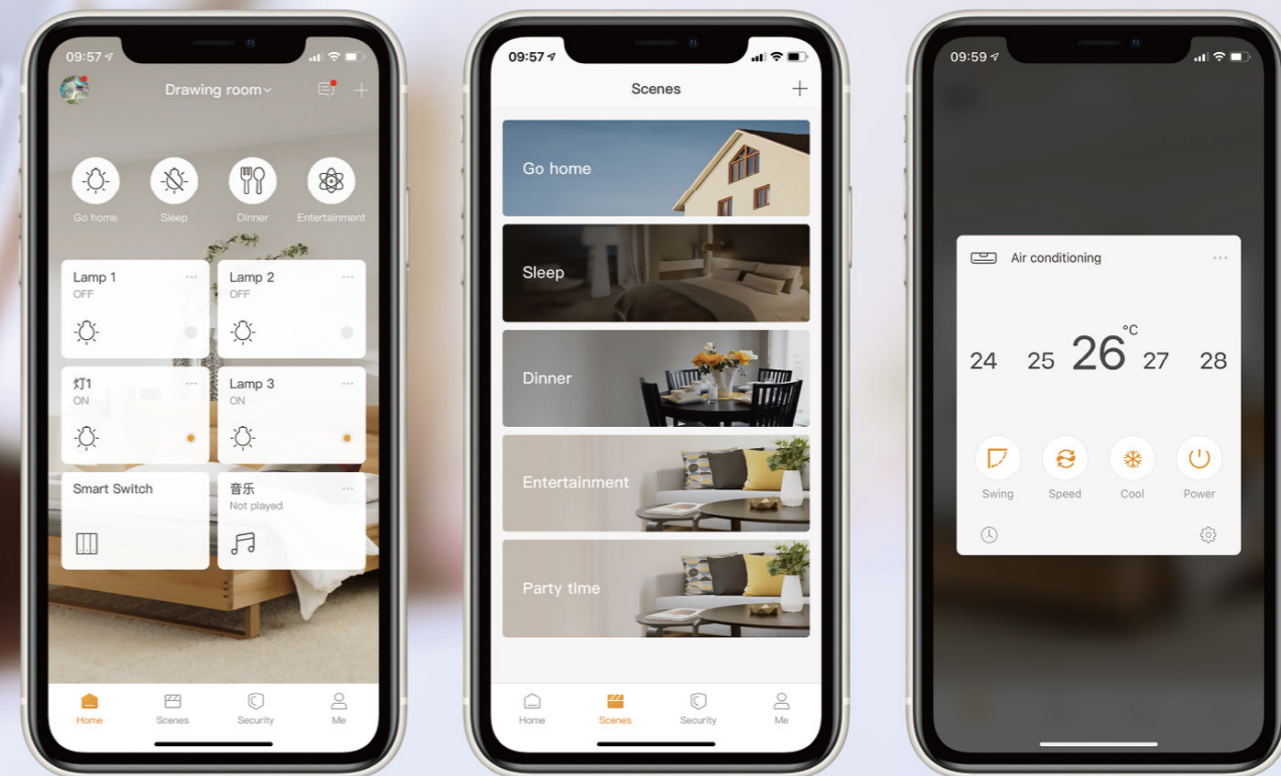 09:57
Drawing room
Go home
Sleep
Dinner
Entertainment
Lamp 1
OFF
Lamp 2
OFF
灯1
ON
Lamp 3
ON
Smart Switch
音乐
Not played
Home
Scenes
Security
Me
09:57
Scenes
Go home
Sleep
Dinner
Entertainment
Party time
Home
Scenes
Security
Me
09:59
Air conditioning
24 25 26°C 27 28
Swing
Speed
Cool
Power